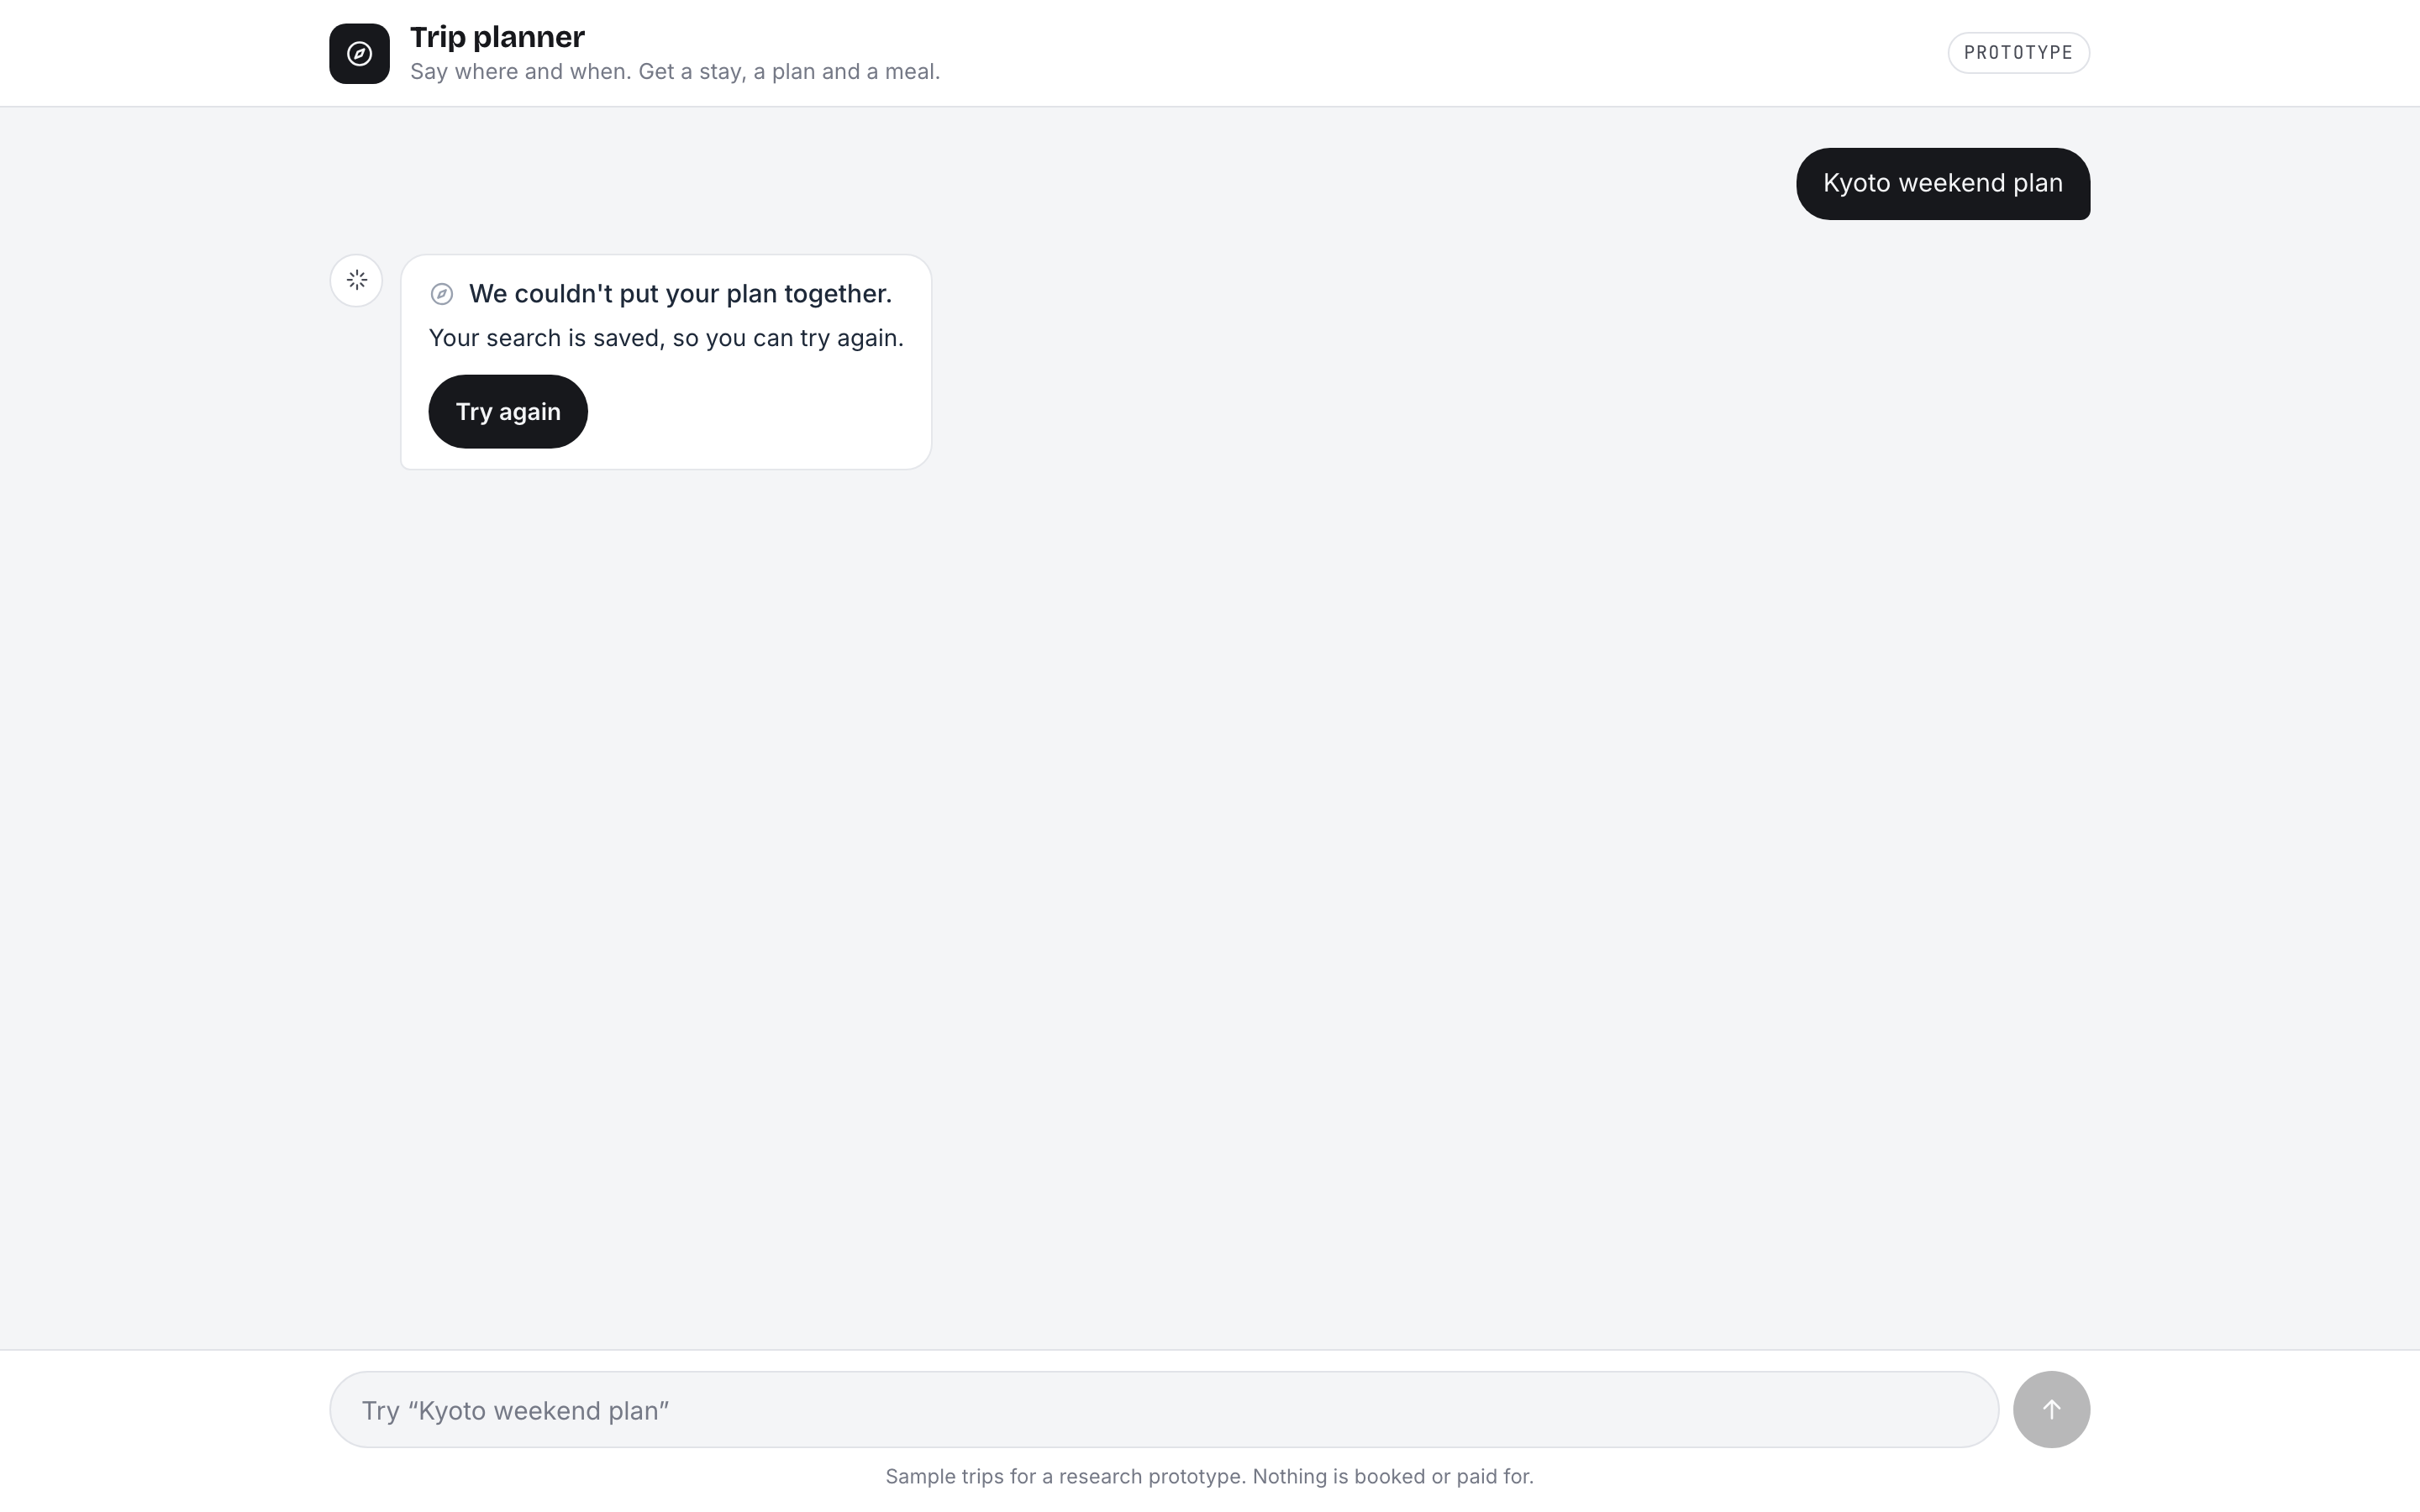 Trip planner
Say where and when. Get a stay, a plan and a meal.
PROTOTYPE
Kyoto weekend plan
We couldn't put your plan together.
Your search is saved, so you can try again.
Try again
Try “Kyoto weekend plan”
Sample trips for a research prototype. Nothing is booked or paid for.